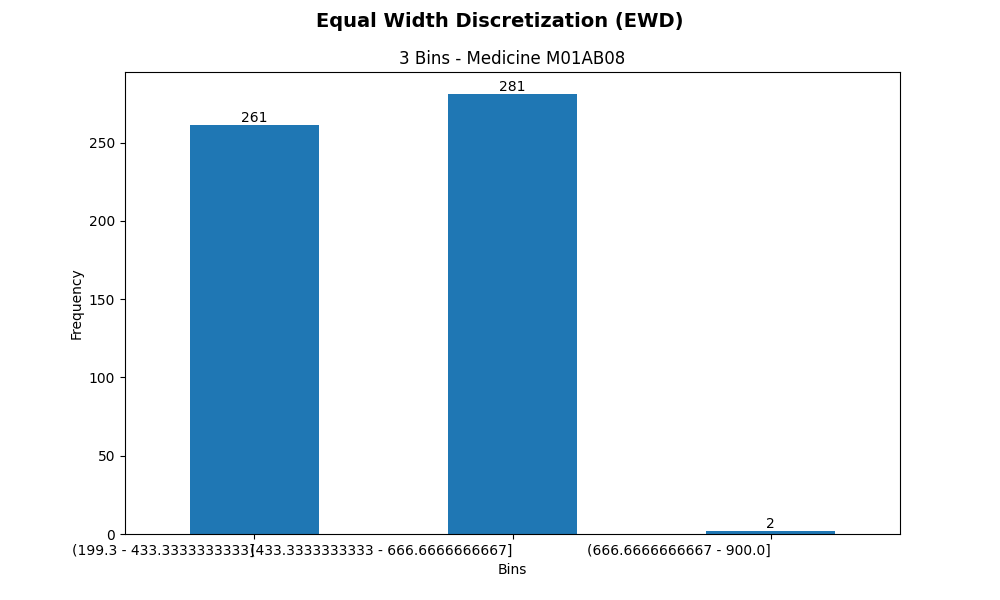 Equal Width Discretization (EWD)
3 Bins - Medicine M01AB08
261
281
2
250
200
150
100
50
0
Frequency
(199.3 - 433.3333333333]
(433.3333333333 - 666.6666666667]
(666.6666666667 - 900.0]
Bins